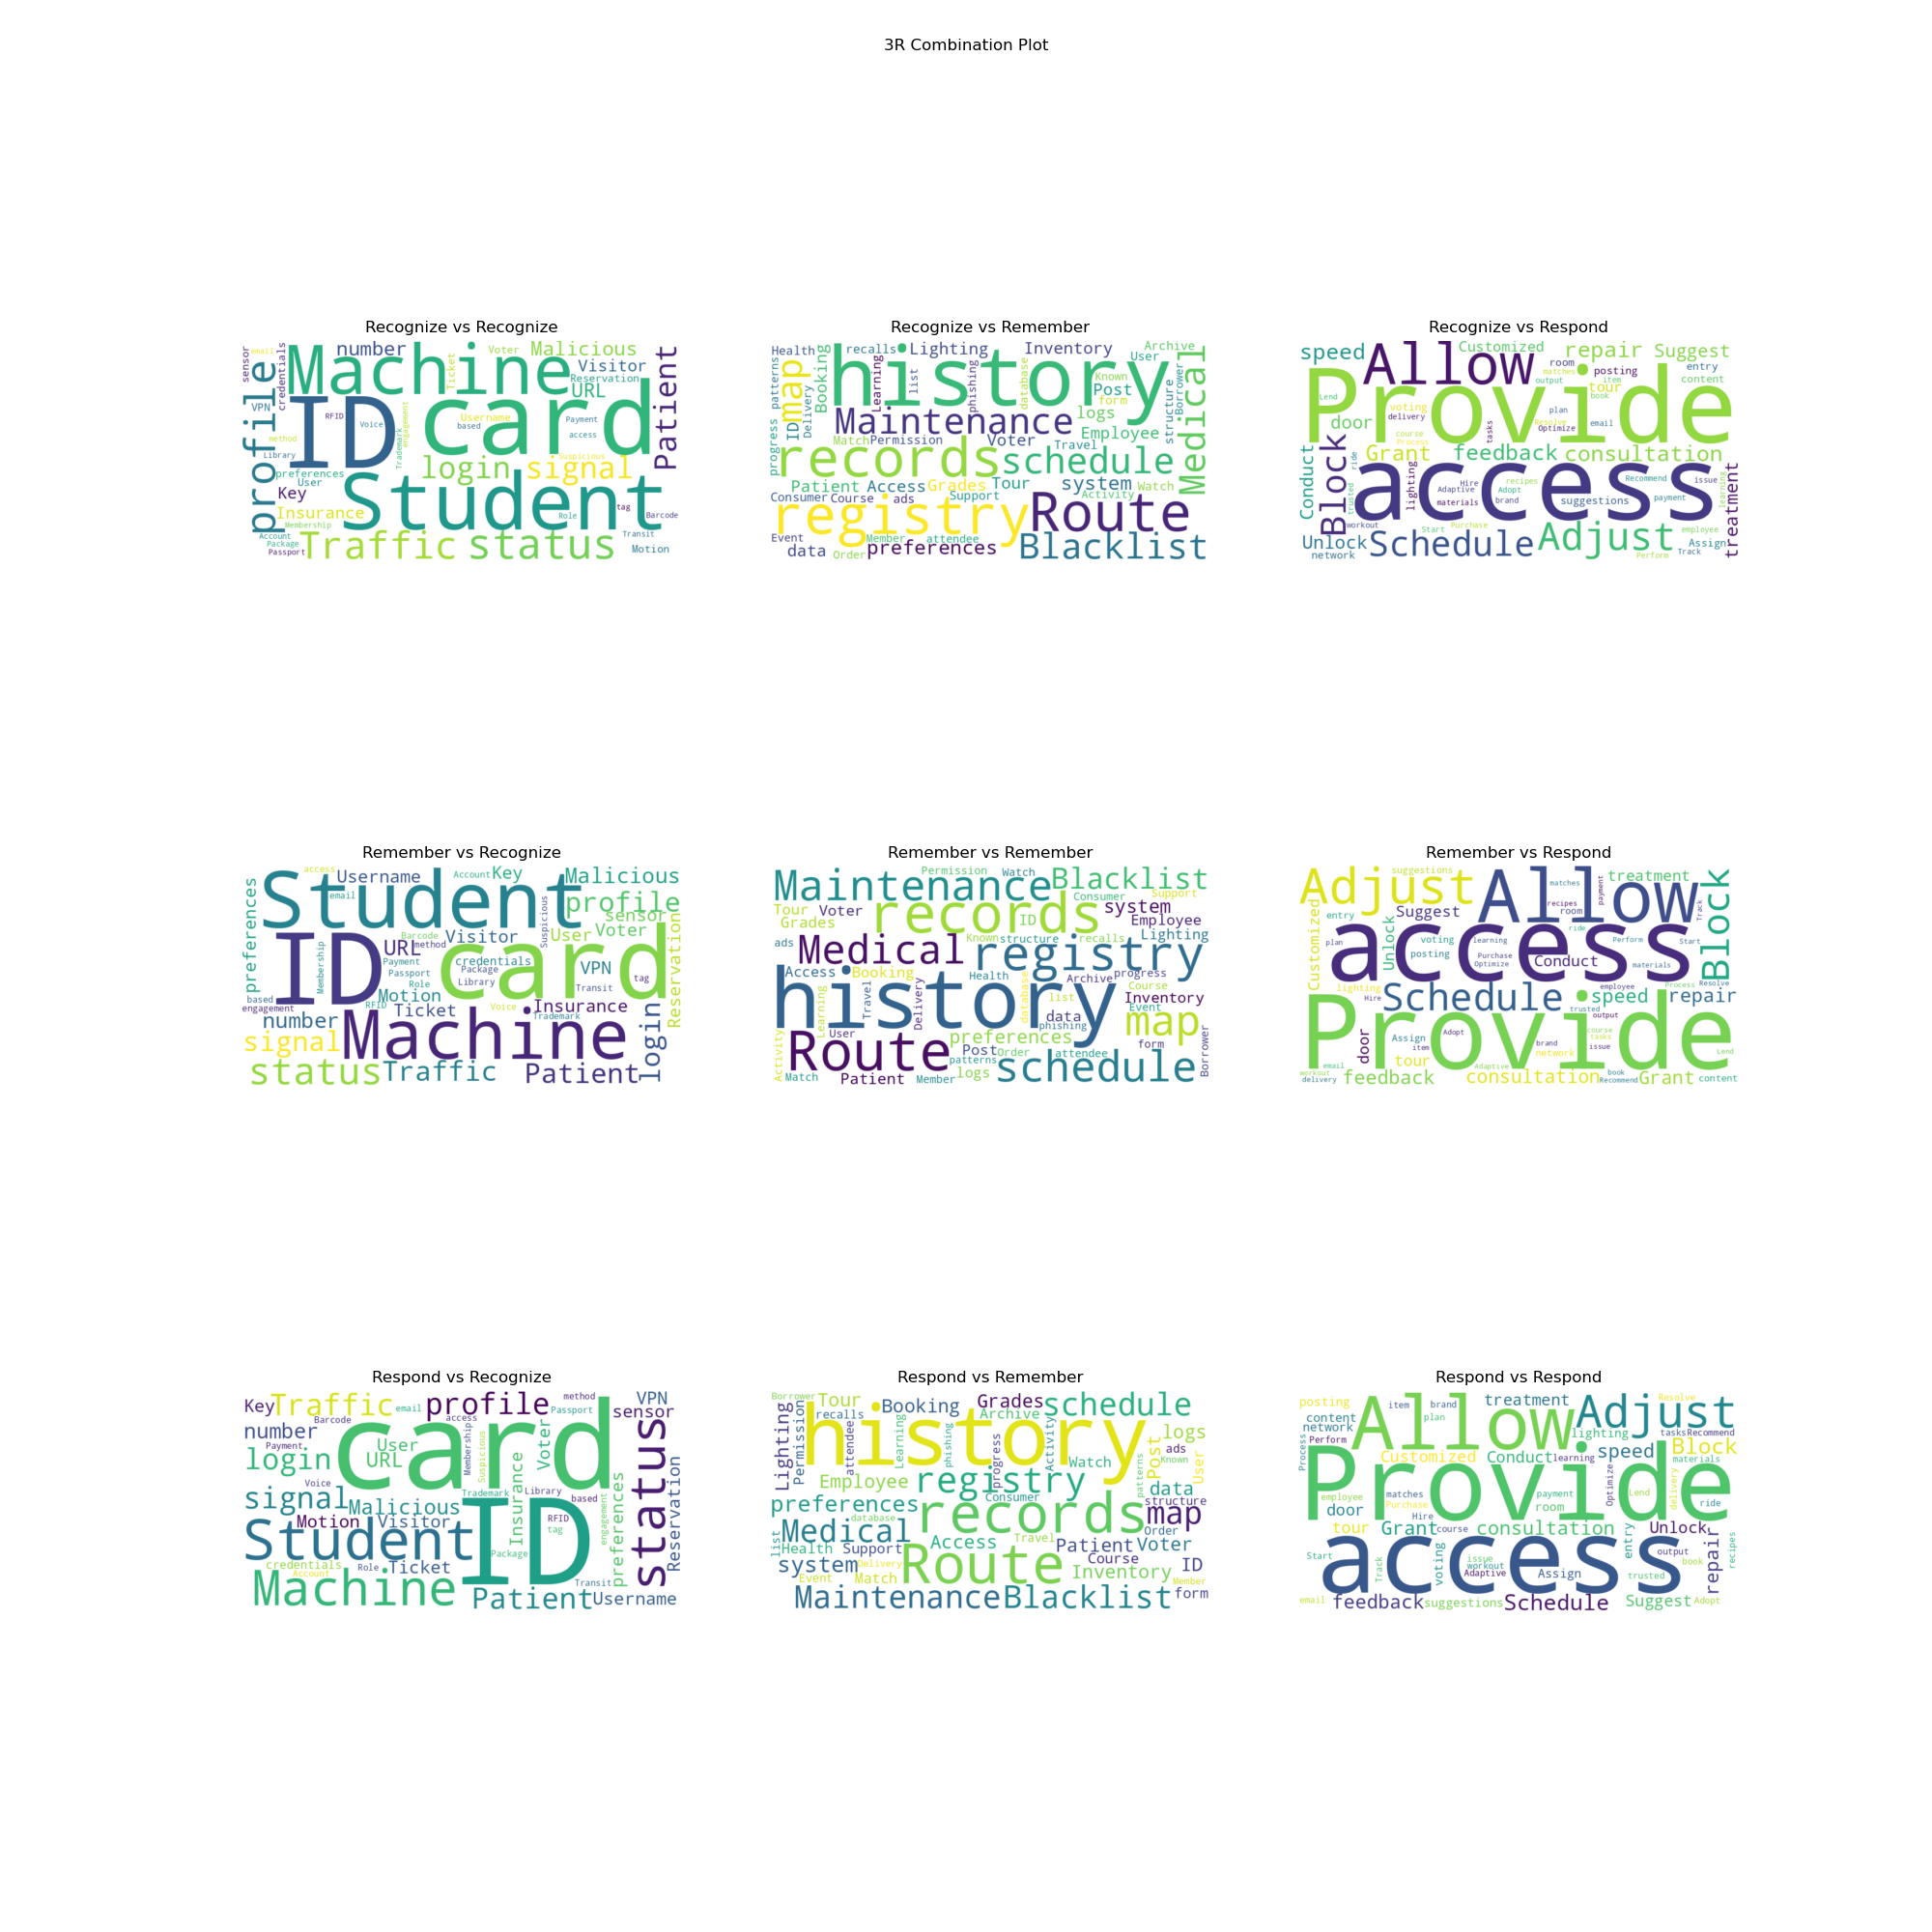 3R Combination Plot
Recognize vs Recognize
Machine
number
Voter
Malicious
Visitor
Reservation
URL
Ticket
sensor
email
credentials
profile
VPN
RFID
Voice
engagement
Username
based
Payment
access
Patient
ID
card
method
Library
Trademark
login
signal
Suspicious
preferences
User
Key
Student
Insurance
Membership
Role
tag
Barcode
Account
Package
Passport
Traffic
status
Transit
Motion
Recognize vs Remember
Health
recalls
Lighting
Inventory
Archive
User
patterns
map
Booking
history
Learning
list
phishing
database
Known
Post
form
Borrower
Medical
ID
Delivery
Maintenance
logs
structure
progress
Match
Permission
Voter
Travel
Employee
records
schedule
Patient
Access
Grades
Tour
system
Watch
Consumer
Course
ads
Support
Activity
registry
Route
Event
data
Member
attendee
Order
preferences
Blacklist
Recognize vs Respond
speed
Allow
Customized
repair
Suggest
room
matches
posting
entry
output
item
content
Provide
Lend
voting
delivery
tour
book
door
plan
Resolve
Optimize
email
course
Process
tasks
Grant
feedback
consultation
Conduct
Block
ride
trusted
access
lighting
Hire
Adaptive
recipes
Adopt
materials
brand
suggestions
Recommend
payment
issue
learning
treatment
workout
Start
Purchase
employee
Unlock
network
Schedule
Adjust
Assign
Track
Perform
Remember vs Recognize
Student
access
Username
Account
Key
Malicious
email
profile
preferences
sensor
Suspicious
ID
URL
Barcode
method
Visitor
User
Voter
card
Membership
Payment
credentials
Package
Passport
Library
VPN
tag
Role
Transit
Reservation
based
engagement
RFID
Motion
Ticket
Voice
Insurance
Trademark
number
Machine
login
signal
status
Traffic
Patient
Remember vs Remember
Maintenance
Permission
Watch
Blacklist
Consumer
Support
Tour
Voter
records
ID
system
Employee
Grades
ads
Medical
Known
structure
recalls
Lighting
registry
Access
Booking
Health
Archive
progress
history
Learning
Travel
Delivery
database
list
Course
Inventory
Event
data
phishing
map
User
form
Route
preferences
Post
Order
attendee
patterns
Borrower
Activity
Match
Patient
Member
logs
schedule
Remember vs Respond
Adjust
suggestions
Allow
matches
payment
treatment
Block
Customized
entry
Suggest
recipes
room
Track
ride
plan
access
Unlock
voting
posting
learning
Purchase
Optimize
Conduct
Perform
Start
materials
Process
Resolve
lighting
Hire
Schedule
employee
trusted
speed
repair
Provide
output
door
Assign
Adopt
item
brand
course
tasks
issue
network
tour
Lend
email
workout
delivery
feedback
Adaptive
consultation
book
Recommend
Grant
content
Respond vs Recognize
Key
Traffic
email
profile
method
Passport
VPN
sensor
Barcode
access
number
card
Payment
User
URL
Membership
Suspicious
Voter
login
Voice
Insurance
status
signal
Malicious
Trademark
Library
based
preferences
Reservation
ID
Motion
Visitor
RFID
tag
engagement
Student
Package
credentials
Account
Role
Ticket
Transit
Machine
Patient
Username
Respond vs Remember
Borrower
Tour
Booking
Grades
schedule
recalls
Archive
Lighting
Permission
attendee
history
Learning
phishing
progress
Activity
Post
logs
ads
Known
Watch
User
Employee
registry
patterns
data
preferences
Consumer
structure
database
records
map
list
Medical
Access
Travel
Order
Health
Support
Patient
Voter
system
Delivery
Route
Course
ID
Event
Match
Inventory
Member
Maintenance
Blacklist
form
Respond vs Respond
posting
Allow
item
brand
treatment
Resolve
content
plan
Adjust
network
lighting
tasks
Recommend
Process
Perform
Customized
Conduct
learning
speed
Block
materials
Provide
employee
matches
payment
Optimize
Lend
delivery
Purchase
room
ride
door
Hire
tour
Grant
course
consultation
entry
Unlock
Start
Track
access
voting
issue
workout
Adaptive
Assign
output
book
trusted
repair
recipes
email
feedback
suggestions
Schedule
Suggest
Adopt